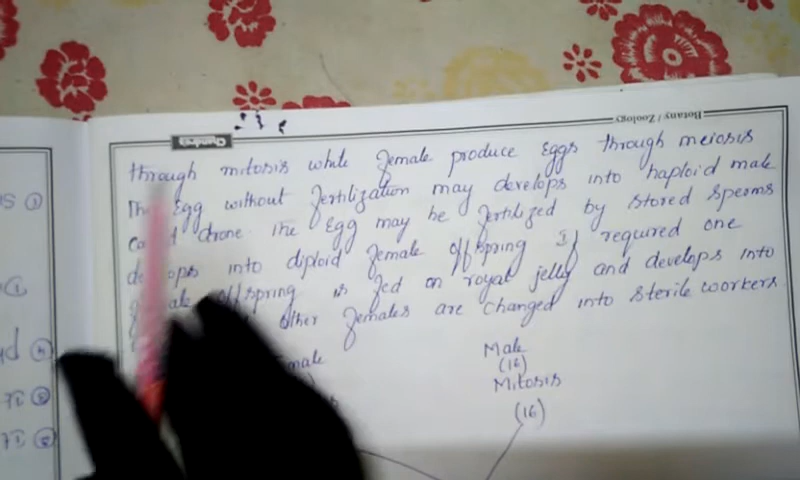 Botany / Zoology
through mitosis while female produce Eggs through meiosis
The Egg without fertilization may develops into haploid male
drone The Egg may be fertilized by stored sperms
into diploid female offspring If required one
offspring is fed on royal jelly and develops into
other females are changed into sterile workers
Male
(16)
Mitosis
(16)